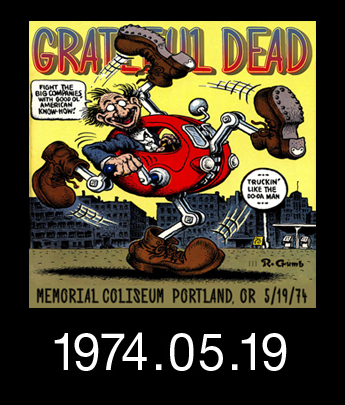 GRATEFUL DEAD
FIGHT THE
BIG COMPANIES
WITH GOOD OL'
AMERICAN
KNOW-HOW!
TRUCKIN'
LIKE THE
DO-DA MAN
R. Crumb
MEMORIAL COLISEUM PORTLAND, OR 5/19/74
1974.05.19